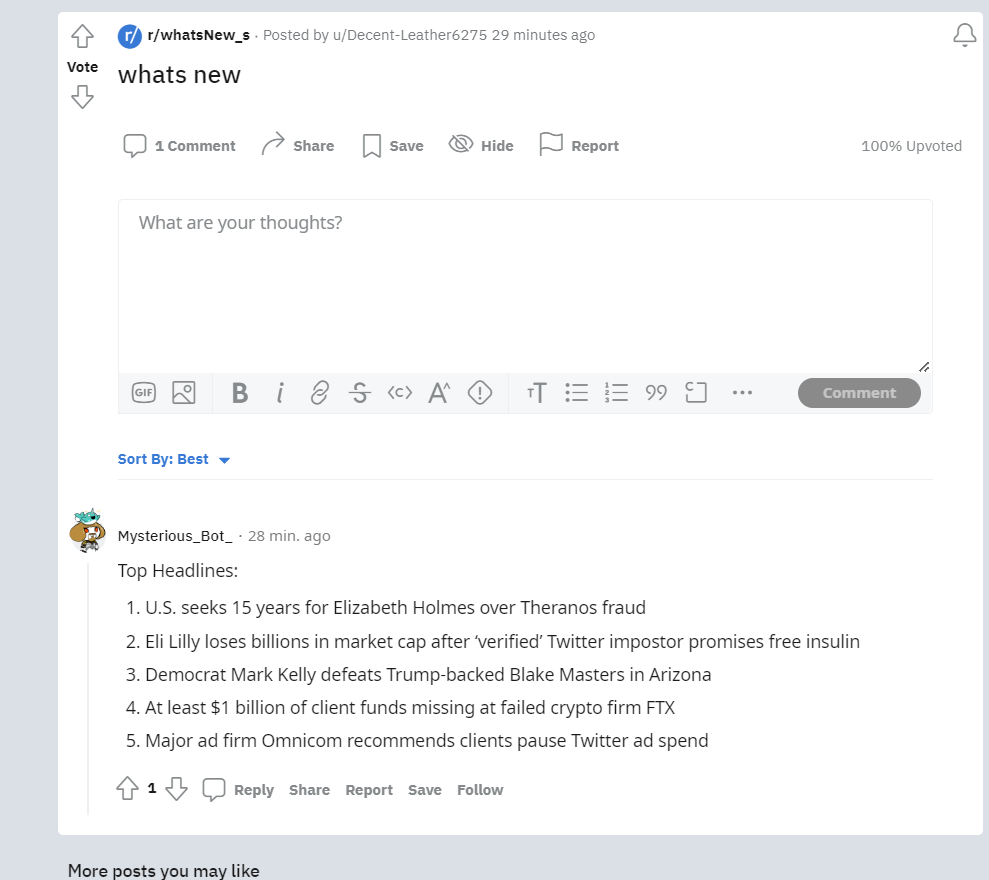 r/ r/whatsNew_s · Posted by u/Decent-Leather6275 29 minutes ago
Vote
whats new
1 Comment Share Save Hide Report 100% Upvoted
What are your thoughts?
GIF B i <c> A^ ! TT 1 2 3 99 ••• Comment
Sort By: Best
Mysterious_Bot_ · 28 min. ago
Top Headlines:
1. U.S. seeks 15 years for Elizabeth Holmes over Theranos fraud
2. Eli Lilly loses billions in market cap after ‘verified’ Twitter impostor promises free insulin
3. Democrat Mark Kelly defeats Trump-backed Blake Masters in Arizona
4. At least $1 billion of client funds missing at failed crypto firm FTX
5. Major ad firm Omnicom recommends clients pause Twitter ad spend
1 Reply Share Report Save Follow
More posts you may like